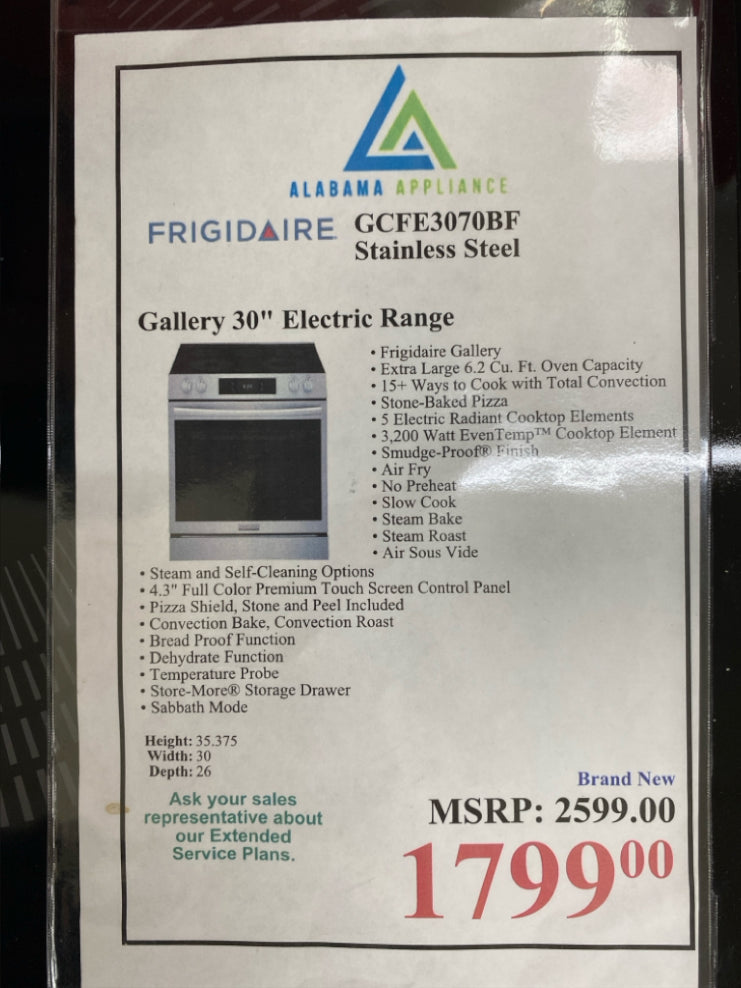 ALABAMA APPLIANCE
FRIGIDAIRE GCFE3070BF
Stainless Steel
Gallery 30" Electric Range
• Frigidaire Gallery
• Extra Large 6.2 Cu. Ft. Oven Capacity
• 15+ Ways to Cook with Total Convection
• Stone-Baked Pizza
• 5 Electric Radiant Cooktop Elements
• 3,200 Watt EvenTemp™ Cooktop Element
• Smudge-Proof® Finish
• Air Fry
• No Preheat
• Slow Cook
• Steam Bake
• Steam Roast
• Air Sous Vide
• Steam and Self-Cleaning Options
• 4.3" Full Color Premium Touch Screen Control Panel
• Pizza Shield, Stone and Peel Included
• Convection Bake, Convection Roast
• Bread Proof Function
• Dehydrate Function
• Temperature Probe
• Store-More® Storage Drawer
• Sabbath Mode
Height: 35.375
Width: 30
Depth: 26
Ask your sales
representative about
our Extended
Service Plans.
Brand New
MSRP: 2599.00
179900